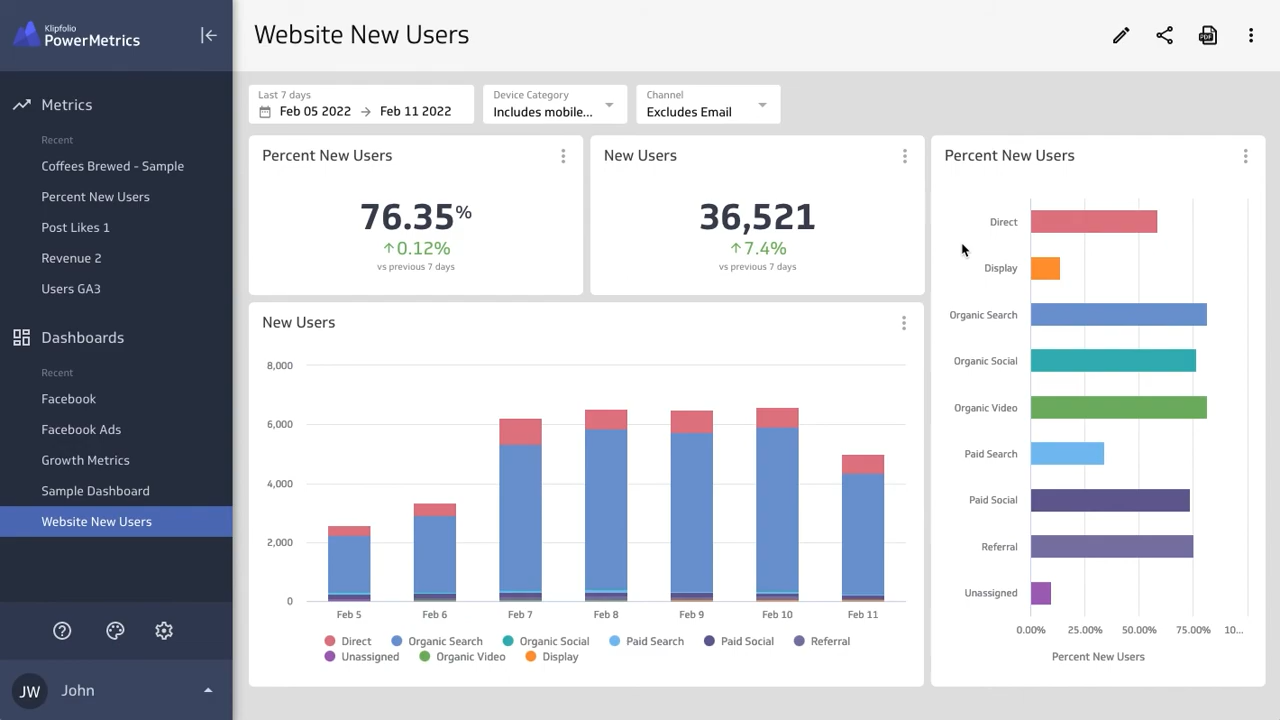 Klipfolio
PowerMetrics
Metrics
Recent
Coffees Brewed - Sample
Percent New Users
Post Likes 1
Revenue 2
Users GA3
Dashboards
Recent
Facebook
Facebook Ads
Growth Metrics
Sample Dashboard
Website New Users
JW
John
Website New Users
PDF
Last 7 days
Feb 05 2022 → Feb 11 2022
Device Category
Includes mobile...
Channel
Excludes Email
Percent New Users
76.35%
↑0.12%
vs previous 7 days
New Users
36,521
↑7.4%
vs previous 7 days
New Users
8,000
6,000
4,000
2,000
0
Feb 5 Feb 6 Feb 7 Feb 8 Feb 9 Feb 10 Feb 11
Direct Organic Search Organic Social Paid Search Paid Social Referral
Unassigned Organic Video Display
Percent New Users
Direct
Display
Organic Search
Organic Social
Organic Video
Paid Search
Paid Social
Referral
Unassigned
0.00% 25.00% 50.00% 75.00% 10...
Percent New Users